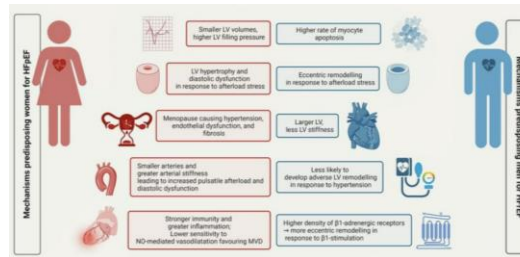 Mechanisms predisposing women for HFpEF
Smaller LV volumes,
higher LV filling pressure
Higher rate of myocyte
apoptosis
LV hypertrophy and
diastolic dysfunction
in response to afterload stress
Eccentric remodelling
in response to afterload stress
Menopause causing hypertension,
endothelial dysfunction, and
fibrosis
Larger LV,
less LV stiffness
Smaller arteries and
greater arterial stiffness
leading to increased pulsatile afterload and
diastolic dysfunction
Less likely to
develop adverse LV remodelling
in response to hypertension
Stronger immunity and
greater inflammation;
Lower sensitivity to
NO-mediated vasodilatation favouring MVD
Higher density of β1-adrenergic receptors
→ more eccentric remodelling in
response to β1-stimulation
Mechanisms predisposing men for